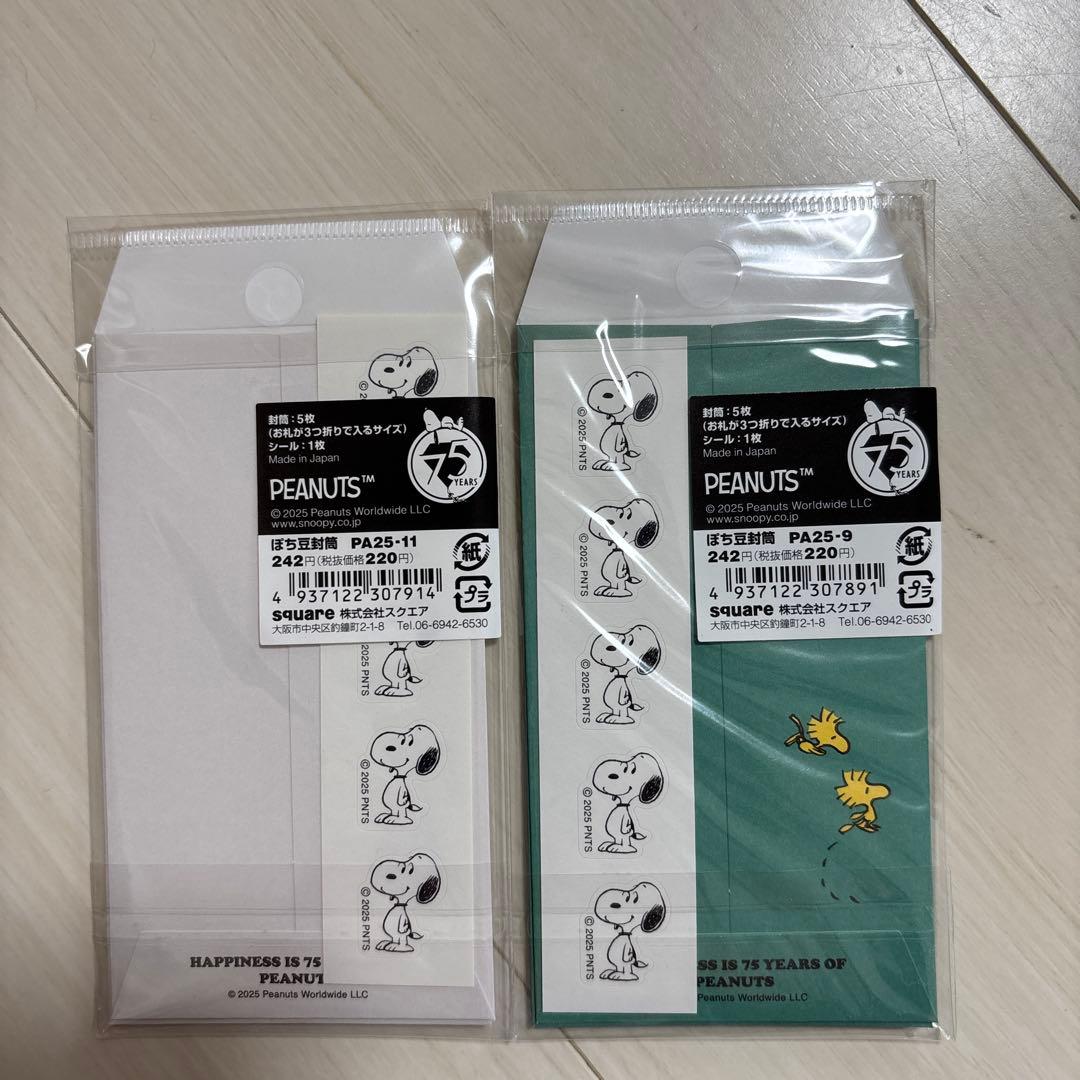 封筒：5枚
（お札が3つ折りで入るサイズ）
シール：1枚
Made in Japan
75
YEARS
PEANUTS™
© 2025 Peanuts Worldwide LLC
www.snoopy.co.jp
ぽち豆封筒 PA25-11
242円（税抜価格220円）
紙
プラ
4 937122 307914
square 株式会社スクエア
大阪市中央区釣鐘町2-1-8 Tel.06-6942-6530
© 2025 PNTS
© 2025 PNTS
© 2025 PNTS
HAPPINESS IS 75
PEANUT
© 2025 Peanuts Worldwide LLC
封筒：5枚
（お札が3つ折りで入るサイズ）
シール：1枚
Made in Japan
75
YEARS
PEANUTS™
© 2025 Peanuts Worldwide LLC
www.snoopy.co.jp
ぽち豆封筒 PA25-9
242円（税抜価格220円）
紙
プラ
4 937122 307891
square 株式会社スクエア
大阪市中央区釣鐘町2-1-8 Tel.06-6942-6530
© 2025 PNTS
© 2025 PNTS
© 2025 PNTS
© 2025 PNTS
© 2025 PNTS
SS IS 75 YEARS OF
PEANUTS
Peanuts Worldwide LLC